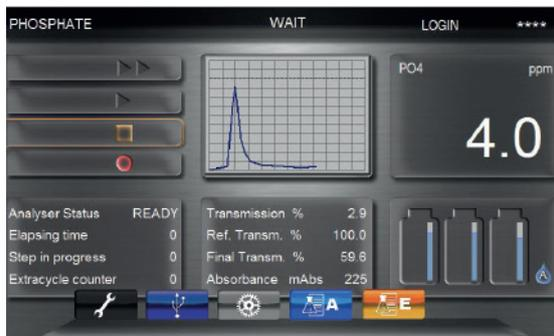 PHOSPHATE WAIT LOGIN ****
PO4 ppm
4.0
Analyser Status READY
Elapsing time 0
Step in progress 0
Extracycle counter 0
Transmission % 2.9
Ref. Transm. % 100.0
Final Transm. % 59.6
Absorbance mAbs 225
A
A E